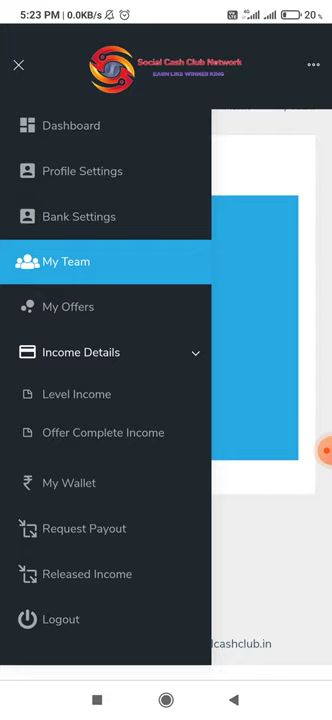 5:23 PM | 0.0KB/s
4G
20%
Social Cash Club Network
EARN LIKE WINNER KING
Dashboard
Profile Settings
Bank Settings
My Team
My Offers
Income Details
Level Income
Offer Complete Income
₹ My Wallet
Request Payout
Released Income
Logout
lcashclub.in